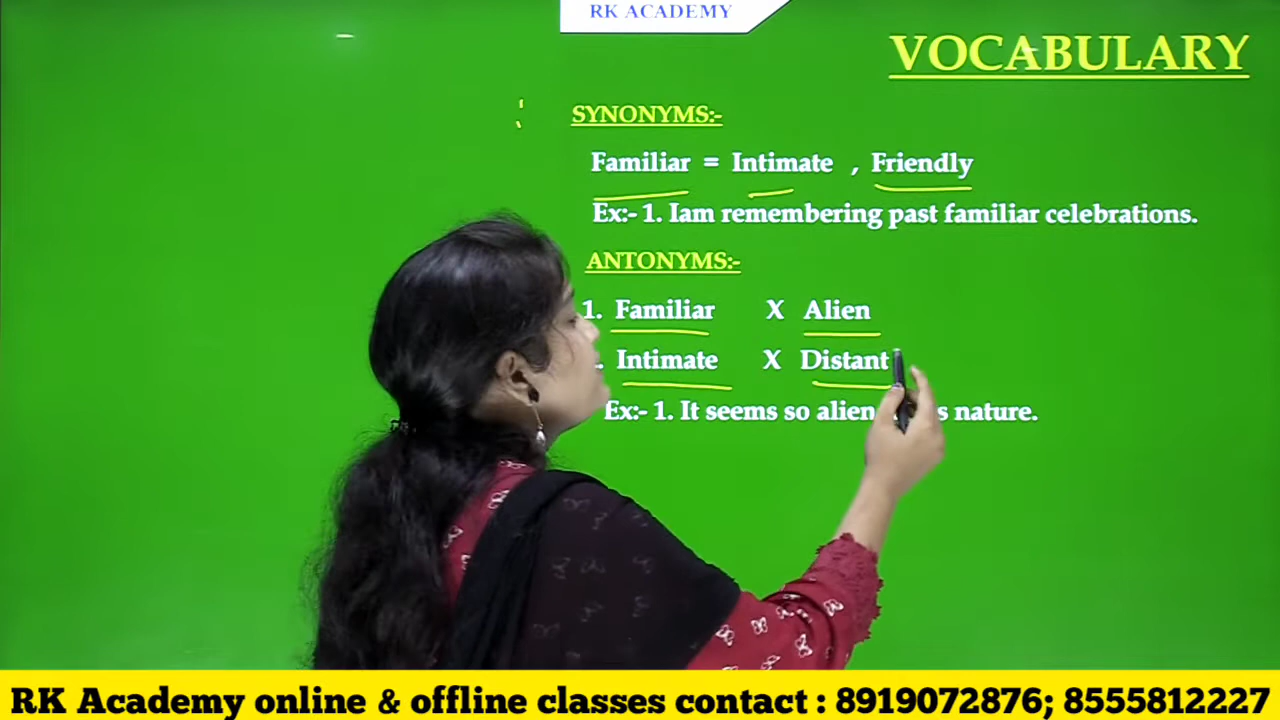 RK ACADEMY
VOCABULARY
SYNONYMS:-
Familiar = Intimate , Friendly
Ex:- 1. Iam remembering past familiar celebrations.
ANTONYMS:-
1. Familiar X Alien
. Intimate X Distant
Ex:- 1. It seems so alien s nature.
RK Academy online & offline classes contact : 8919072876; 8555812227